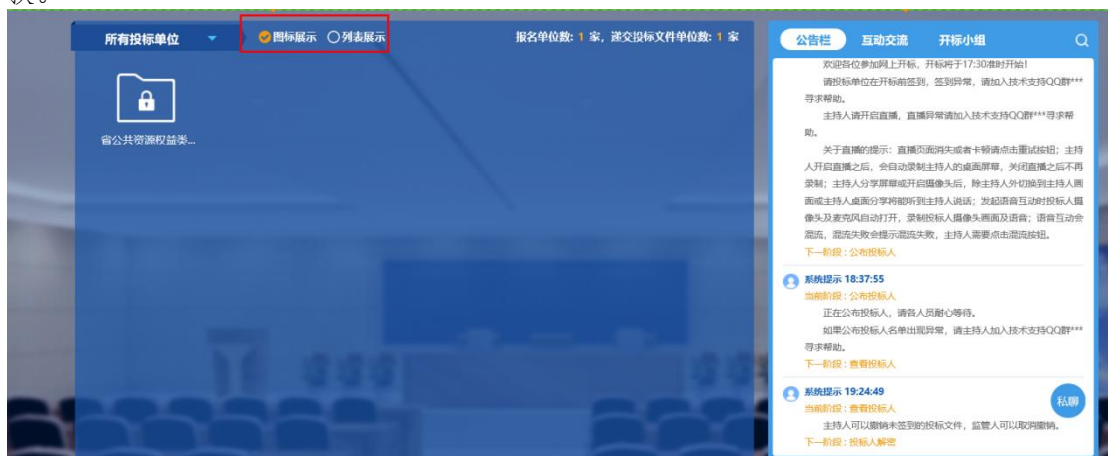 所有投标单位
图标展示 列表展示
报名单位数: 1 家, 递交投标文件单位数: 1 家
省公共资源权益类...
公告栏 互动交流 开标小组
欢迎各位参加网上开标，开标将于17:30准时开始！
请投标单位在开标前签到，签到异常，请加入技术支持QQ群***
寻求帮助。
主持人请开启直播，直播异常请加入技术支持QQ群***寻求帮
助。
关于直播的提示：直播页面消失或者卡顿请点击重试按钮；主持
人开启直播之后，会自动录制主持人的桌面屏幕，关闭直播之后不再
录制；主持人分享屏幕或开启摄像头后，除主持人外切换到主持人画
面或主持人桌面分享将能听到主持人说话；发起语音互动时投标人摄
像头及麦克风自动打开，录制投标人摄像头画面及语音；语音互动会
混流，混流失败会提示混流失败，主持人需要点击混流按钮。
下一阶段：公布投标人
系统提示 18:37:55
当前阶段：公布投标人
正在公布投标人，请各人员耐心等待。
如果公布投标人名单出现异常，请主持人加入技术支持QQ群***
寻求帮助。
下一阶段：查看投标人
系统提示 19:24:49
当前阶段：查看投标人
主持人可以撤销未签到的投标文件，监管人可以取消撤销。
下一阶段：投标人解密
私聊